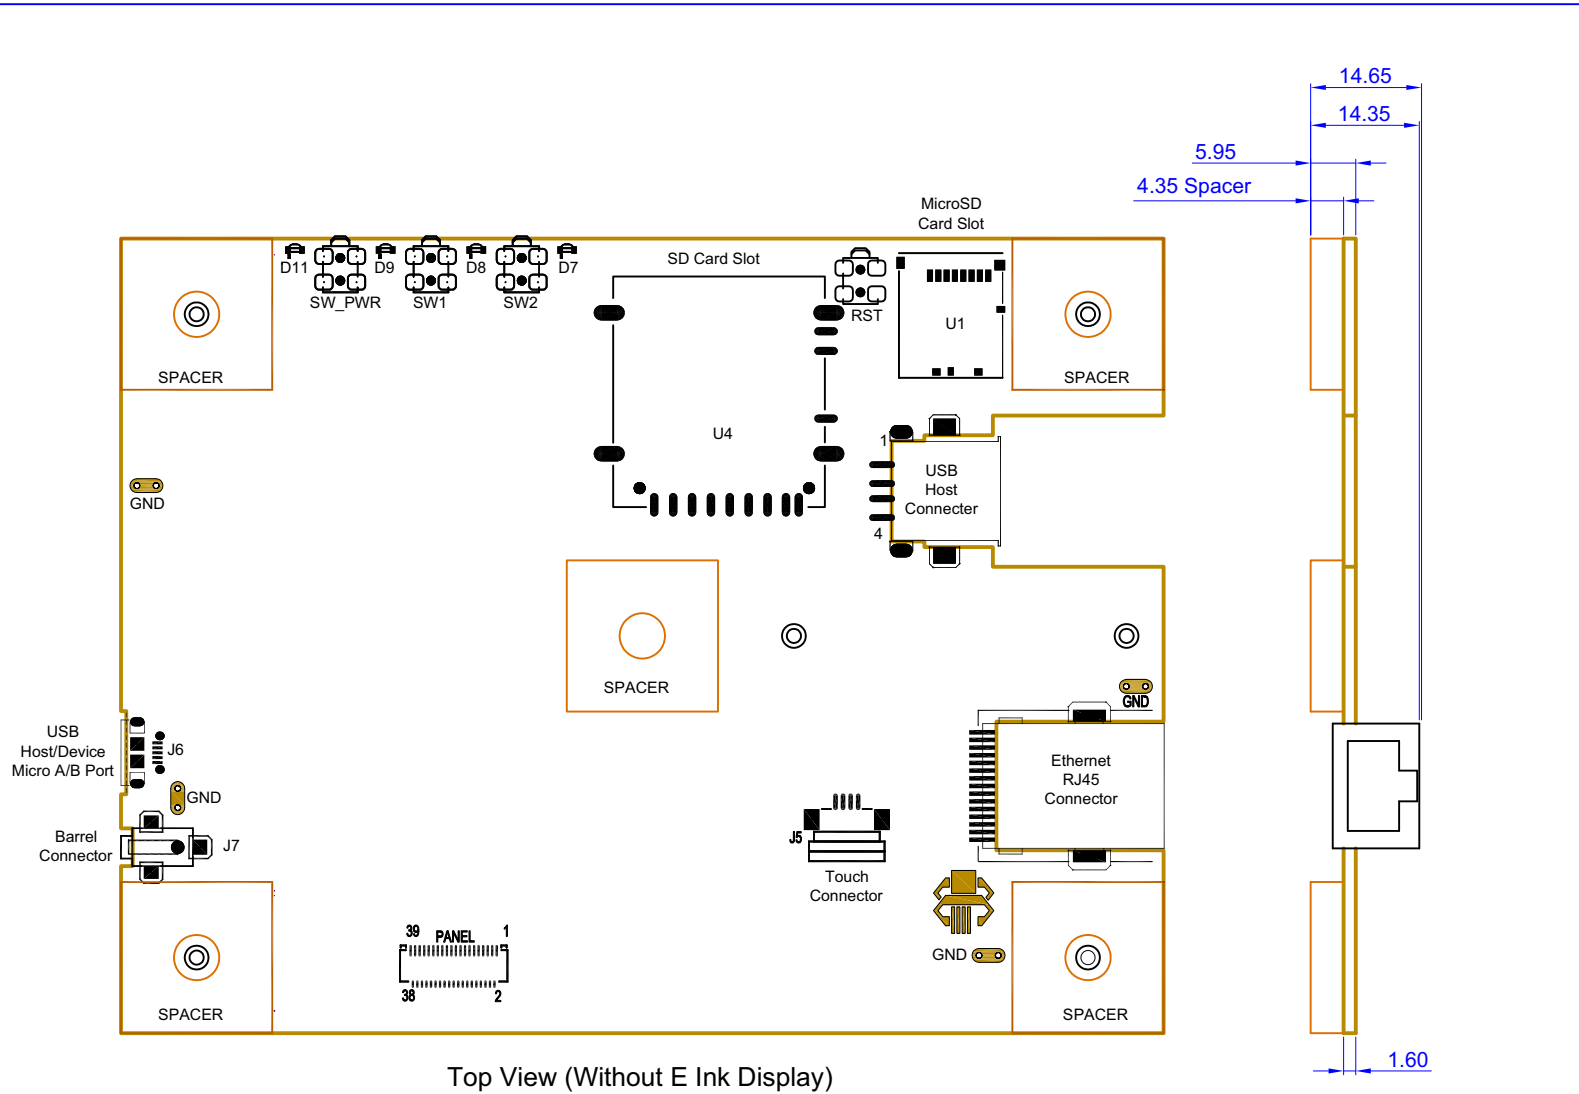 14.65
14.35
5.95
4.35 Spacer
MicroSD
Card Slot
SD Card Slot
D11
D9
D8
D7
SW_PWR
SW1
SW2
RST
U1
SPACER
SPACER
U4
1
USB
Host
Connecter
4
GND
SPACER
GND
USB
Host/Device
Micro A/B Port
J6
GND
Ethernet
RJ45
Connector
Barrel
Connector
J7
J5
Touch
Connector
39
PANEL
1
38
2
GND
SPACER
SPACER
1.60
Top View (Without E Ink Display)